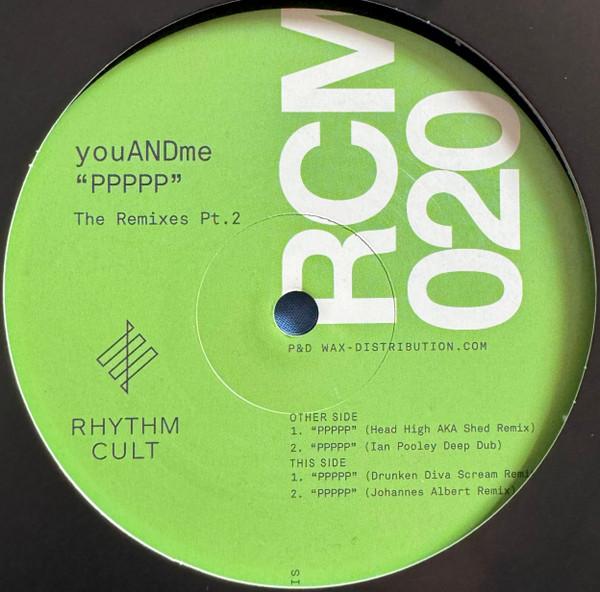 RCM
020
youANDme
“PPPPP”
The Remixes Pt.2
P&D WAX-DISTRIBUTION.COM
RHYTHM
CULT
OTHER SIDE
1. “PPPPP” (Head High AKA Shed Remix)
2. “PPPPP” (Ian Pooley Deep Dub)
THIS SIDE
1. “PPPPP” (Drunken Diva Scream Remi
2. “PPPPP” (Johannes Albert Remix)
IS